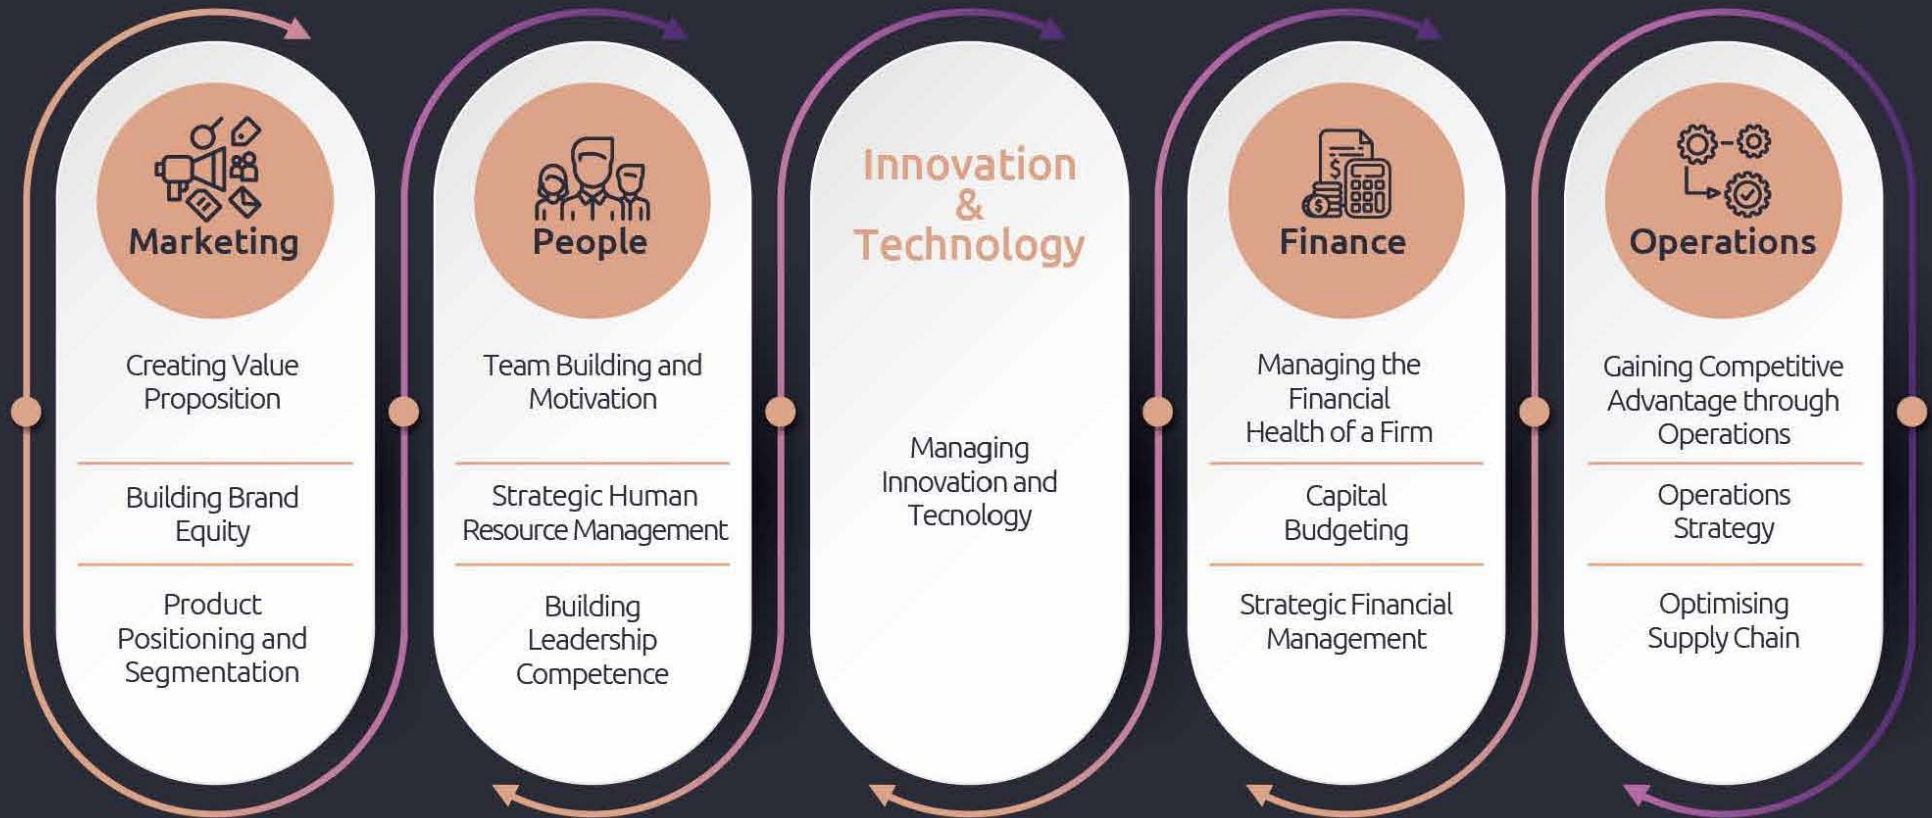 Marketing
Creating Value
Proposition
Building Brand
Equity
Product
Positioning and
Segmentation
People
Team Building and
Motivation
Strategic Human
Resource Management
Building
Leadership
Competence
Innovation
&
Technology
Managing
Innovation and
Tecnology
Finance
Managing the
Financial
Health of a Firm
Capital
Budgeting
Strategic Financial
Management
Operations
Gaining Competitive
Advantage through
Operations
Operations
Strategy
Optimising
Supply Chain